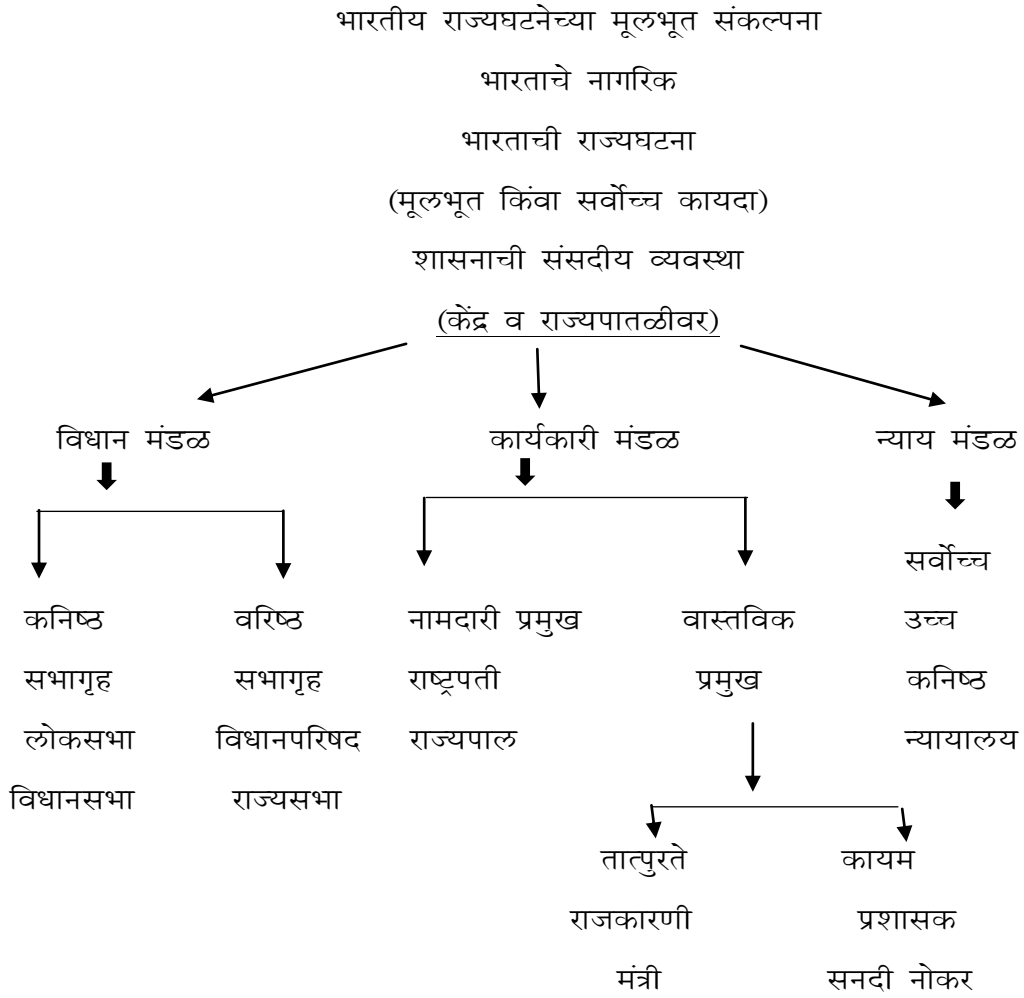 भारतीय राज्यघटनेच्या मूलभूत संकल्पना
भारताचे नागरिक
भारताची राज्यघटना
(मूलभूत किंवा सर्वोच्च कायदा)
शासनाची संसदीय व्यवस्था
(केंद्र व राज्यपातळीवर)
विधान मंडळ
कार्यकारी मंडळ
न्याय मंडळ
कनिष्ठ
सभागृह
लोकसभा
विधानसभा
वरिष्ठ
सभागृह
विधानपरिषद
राज्यसभा
नामदारी प्रमुख
राष्ट्रपती
राज्यपाल
वास्तविक
प्रमुख
तात्पुरते
राजकारणी
मंत्री
कायम
प्रशासक
सनदी नोकर
सर्वोच्च
उच्च
कनिष्ठ
न्यायालय